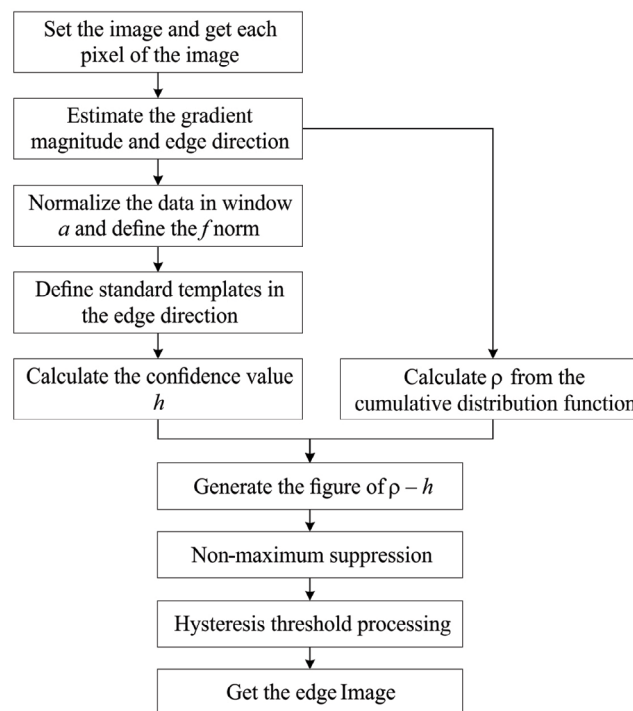 Set the image and get each
pixel of the image
Estimate the gradient
magnitude and edge direction
Normalize the data in window
a and define the f norm
Define standard templates in
the edge direction
Calculate the confidence value
h
Calculate ρ from the
cumulative distribution function
Generate the figure of ρ – h
Non-maximum suppression
Hysteresis threshold processing
Get the edge Image